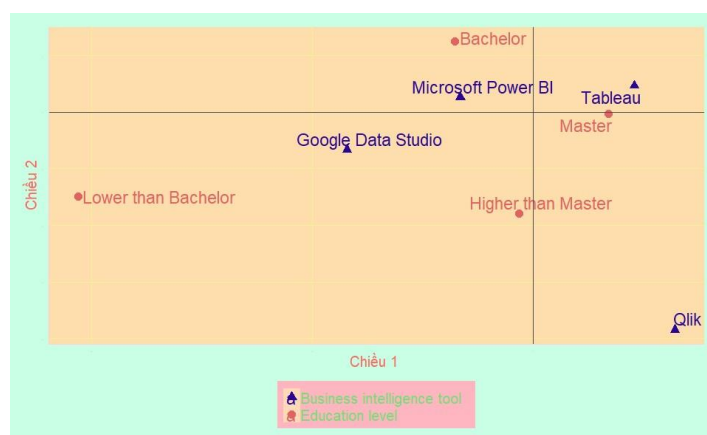 Bachelor
Microsoft Power BI
Tableau
Master
Google Data Studio
Lower than Bachelor
Higher than Master
Qlik
Chiều 2
Chiều 1
a Business intelligence tool
a Education level